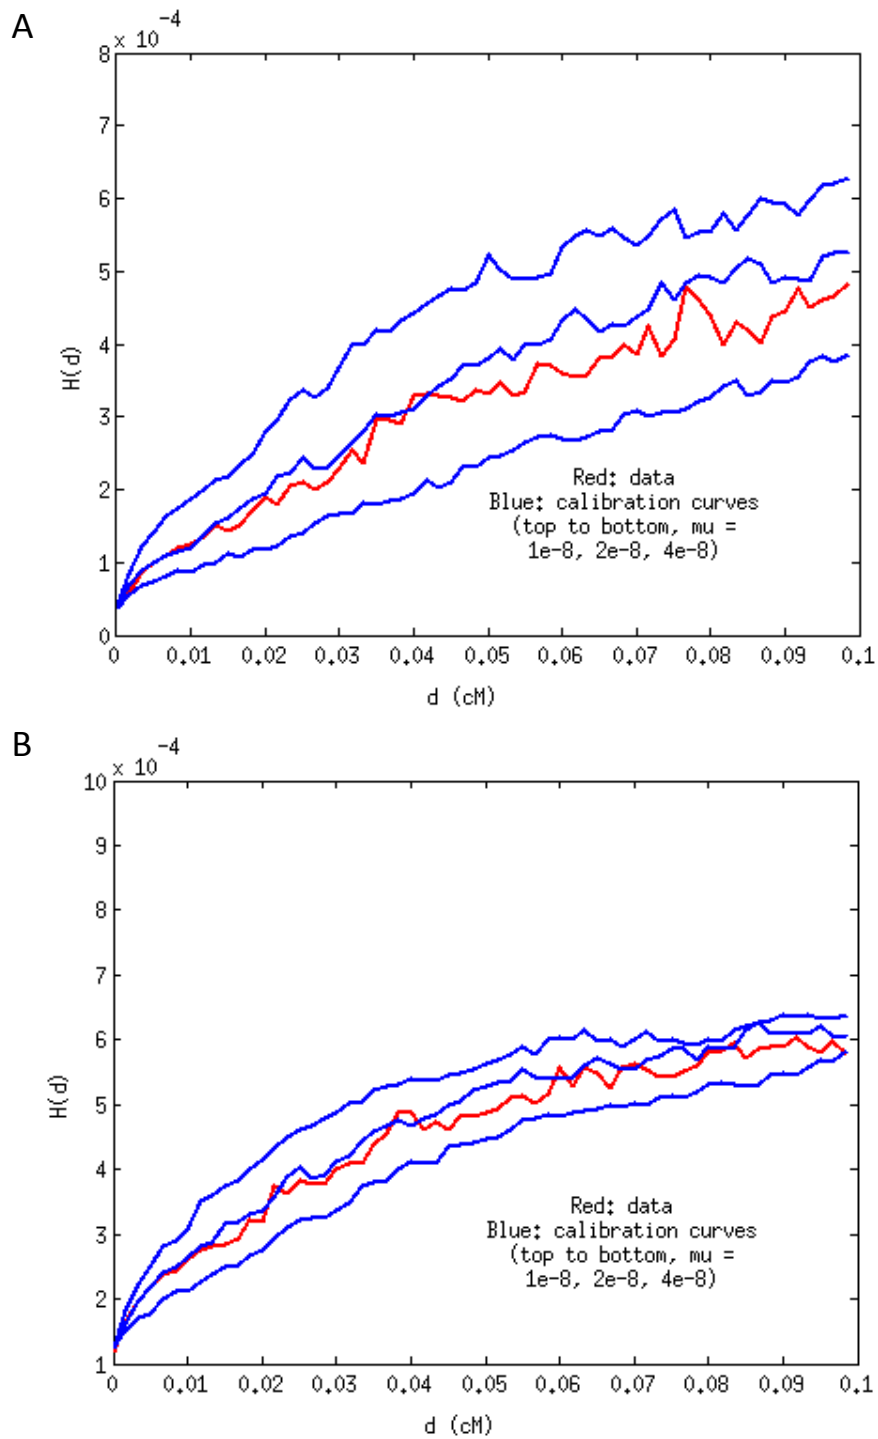 A
× 10
-4
8
7
6
5
4
3
2
1
0
H(d)
Red: data
Blue: calibration curves
(top to bottom, mu =
1e-8, 2e-8, 4e-8)
0 0.01 0.02 0.03 0.04 0.05 0.06 0.07 0.08 0.09 0.1
d (cM)
B
× 10
-4
10
9
8
7
6
5
4
3
2
1
H(d)
Red: data
Blue: calibration curves
(top to bottom, mu =
1e-8, 2e-8, 4e-8)
0 0.01 0.02 0.03 0.04 0.05 0.06 0.07 0.08 0.09 0.1
d (cM)